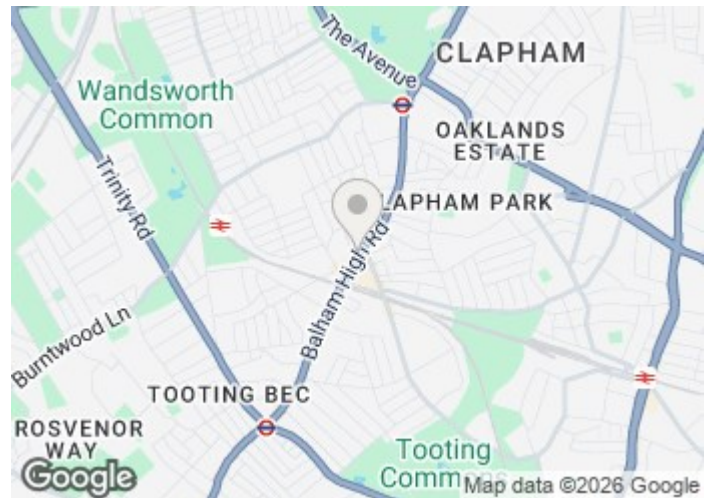 The Avenue
CLAPHAM
Wandsworth
Common
OAKLANDS
ESTATE
Trinity Rd
LAPHAM PARK
Balham High Rd
Burntwood Ln
TOOTING BEC
ROSVENOR
WAY
Tooting
Commons
Google
Map data ©2026 Google